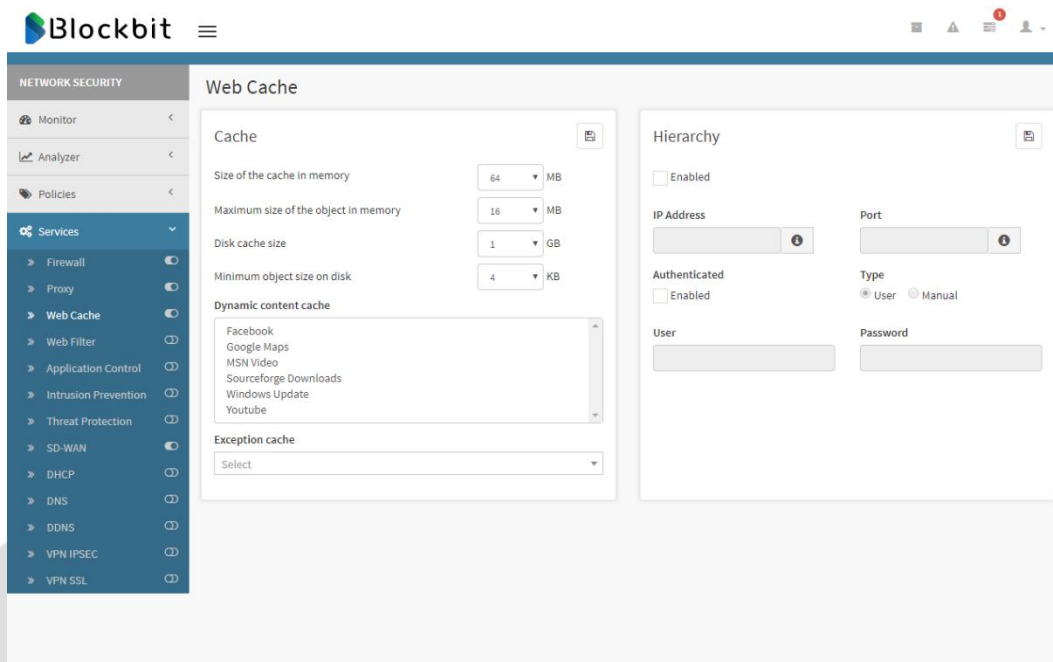 Blockbit
1
NETWORK SECURITY
Monitor
Analyzer
Policies
Services
Firewall
Proxy
Web Cache
Web Filter
Application Control
Intrusion Prevention
Threat Protection
SD-WAN
DHCP
DNS
DDNS
VPN IPSEC
VPN SSL
Web Cache
Cache
Size of the cache in memory 64 MB
Maximum size of the object in memory 16 MB
Disk cache size 1 GB
Minimum object size on disk 4 KB
Dynamic content cache
Facebook
Google Maps
MSN Video
Sourceforge Downloads
Windows Update
Youtube
Exception cache
Select
Hierarchy
Enabled
IP Address Port
Authenticated Type
Enabled User Manual
User Password